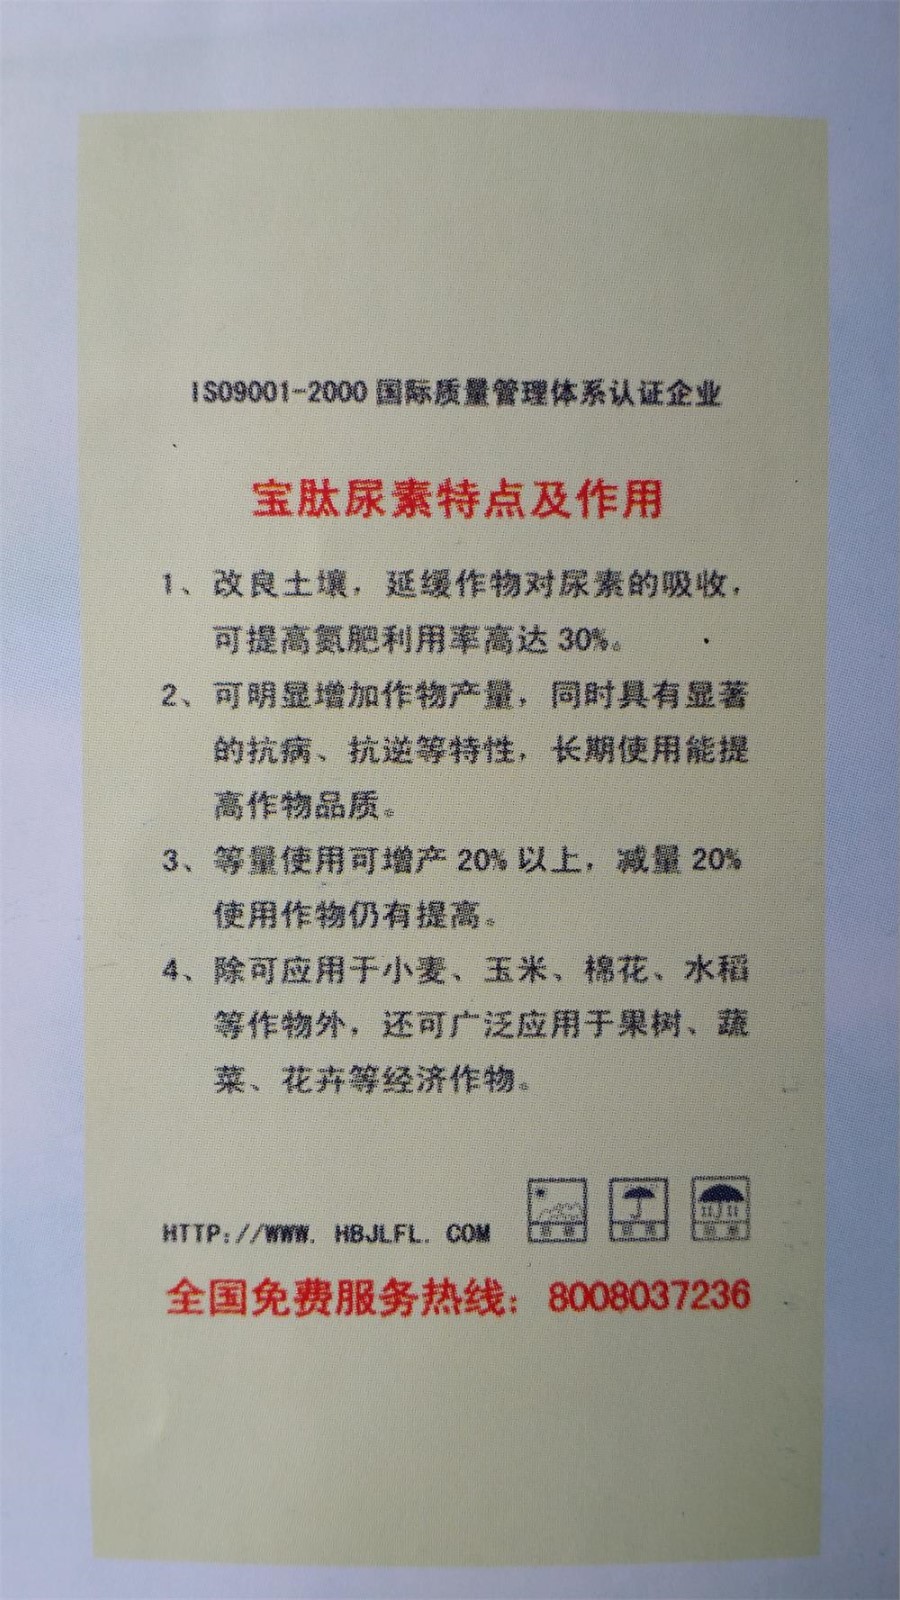 ISO9001-2000 国际质量管理体系认证企业
宝肽尿素特点及作用
1、改良土壤，延缓作物对尿素的吸收，
可提高氮肥利用率高达 30%。
2、可明显增加作物产量，同时具有显著
的抗病、抗逆等特性，长期使用能提
高作物品质。
3、等量使用可增产 20% 以上，减量 20%
使用作物仍有提高。
4、除可应用于小麦、玉米、棉花、水稻
等作物外，还可广泛应用于果树、蔬
菜、花卉等经济作物。
HTTP://WWW. HBJLFL. COM
全国免费服务热线：8008037236